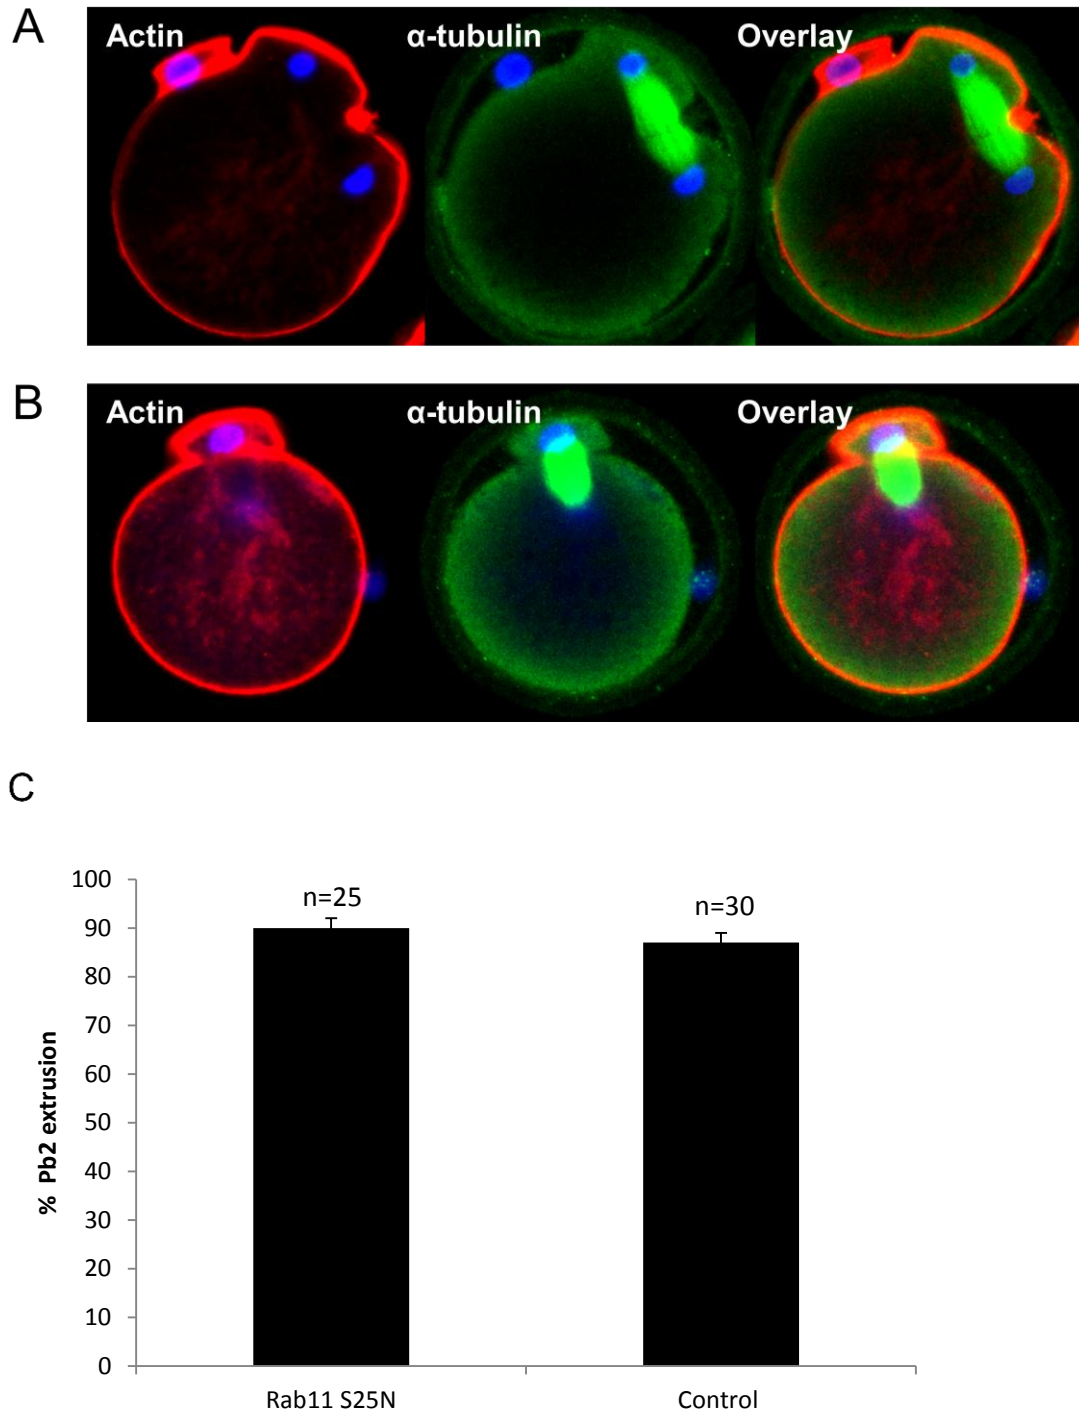 A
Actin
α-tubulin
Overlay
B
Actin
α-tubulin
Overlay
C
% Pb2 extrusion
100
90
80
70
60
50
40
30
20
10
0
n=25
n=30
Rab11 S25N
Control